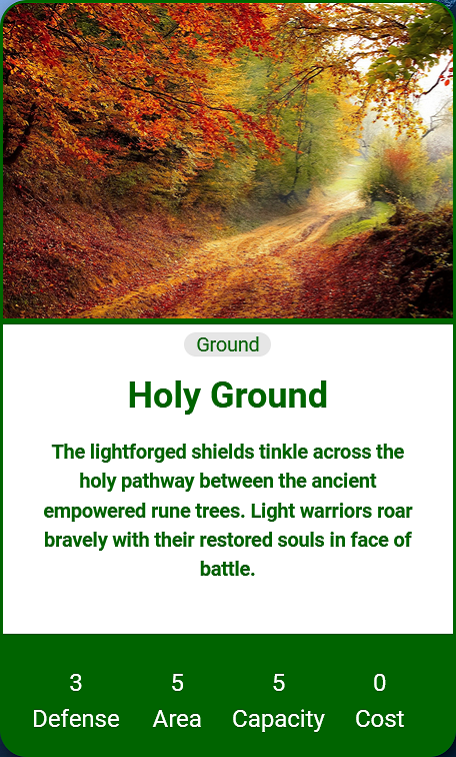 Ground
Holy Ground
The lightforged shields tinkle across the
holy pathway between the ancient
empowered rune trees. Light warriors roar
bravely with their restored souls in face of
battle.
3 5 5 0
Defense Area Capacity Cost